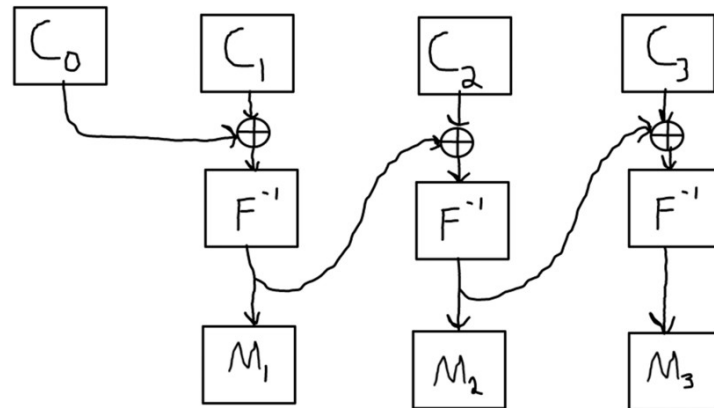 C₀ C₁ C₂ C₃
F⁻¹ F⁻¹ F⁻¹
M₁ M₂ M₃